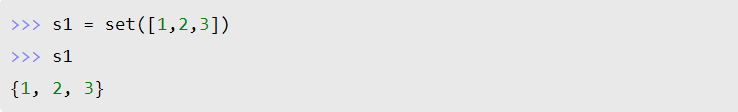 >>> s1 = set([1,2,3])
>>> s1
{1, 2, 3}